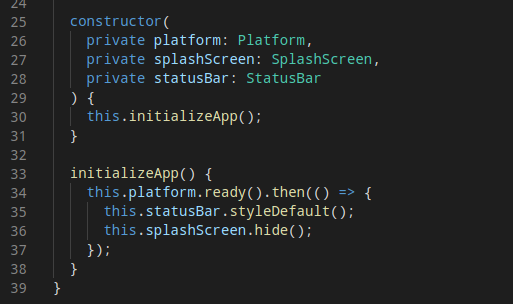 24
25 constructor(
26 private platform: Platform,
27 private splashScreen: SplashScreen,
28 private statusBar: StatusBar
29 ) {
30 this.initializeApp();
31 }
32
33 initializeApp() {
34 this.platform.ready().then(() => {
35 this.statusBar.styleDefault();
36 this.splashScreen.hide();
37 });
38 }
39 }